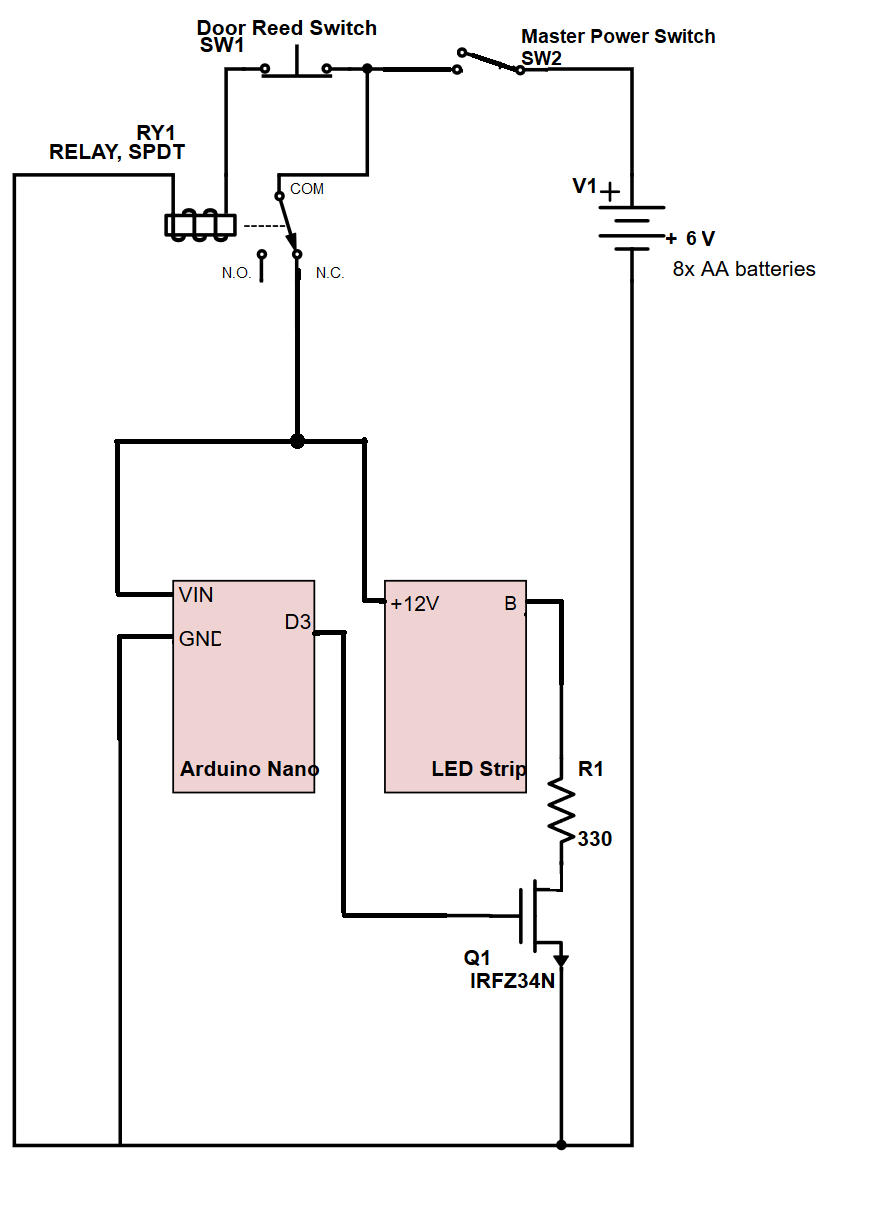 Door Reed Switch
SW1
Master Power Switch
SW2
RY1
RELAY, SPDT
COM
V1
+
+ 6 V
8x AA batteries
N.O.
N.C.
VIN
+12V
B
D3
GND
Arduino Nano
LED Strip
R1
330
Q1
IRFZ34N